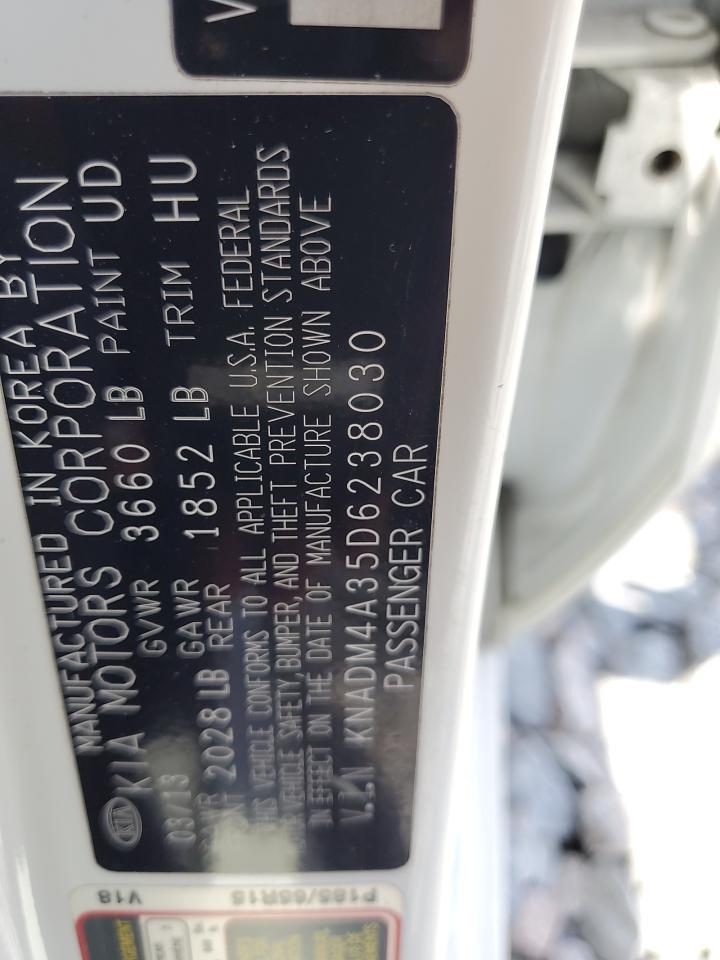 V
MANUFACTURED IN KOREA BY
KIA KIA MOTORS CORPORATION
03/13 GVWR 3660 LB PAINT UD
GAWR 1852 LB TRIM HU
2028 LB REAR
THIS VEHICLE CONFORMS TO ALL APPLICABLE U.S.A. FEDERAL
VEHICLE SAFETY, BUMPER, AND THEFT PREVENTION STANDARDS
IN EFFECT ON THE DATE OF MANUFACTURE SHOWN ABOVE
V.I.N KNADM4A35D6238030
PASSENGER CAR
V18
P185/65R15